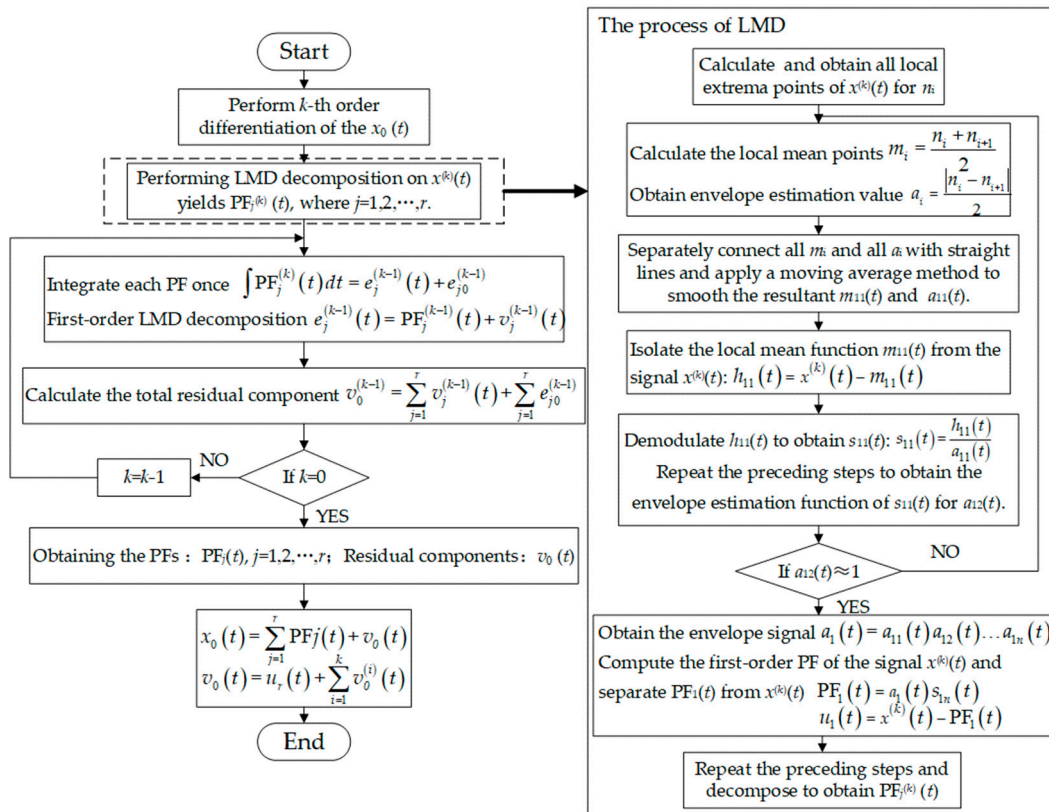 Start
Perform k-th order
differentiation of the x₀(t)
Performing LMD decomposition on x⁽ᵏ⁾(t)
yields PFⱼ⁽ᵏ⁾(t), where j=1,2,⋯,r.
Integrate each PF once ∫PFⱼ⁽ᵏ⁾(t)dt = eⱼ⁽ᵏ⁻¹⁾(t) + eⱼ₀⁽ᵏ⁻¹⁾
First-order LMD decomposition eⱼ⁽ᵏ⁻¹⁾(t) = PFⱼ⁽ᵏ⁻¹⁾(t) + vⱼ⁽ᵏ⁻¹⁾(t)
Calculate the total residual component v₀⁽ᵏ⁻¹⁾ = ∑ⱼ₌₁ʳ vⱼ⁽ᵏ⁻¹⁾(t) + ∑ⱼ₌₁ʳ eⱼ₀⁽ᵏ⁻¹⁾
k=k-1
NO
If k=0
YES
Obtaining the PFs : PFⱼ(t), j=1,2,⋯,r; Residual components: v₀(t)
x₀(t) = ∑ⱼ₌₁ʳ PFj(t) + v₀(t)
v₀(t) = uᵣ(t) + ∑ᵢ₌₁ᵏ v₀⁽ⁱ⁾(t)
End
The process of LMD
Calculate and obtain all local
extrema points of x⁽ᵏ⁾(t) for nᵢ
Calculate the local mean points mᵢ = (nᵢ + nᵢ₊₁)/2
Obtain envelope estimation value aᵢ = |nᵢ − nᵢ₊₁|/2
Separately connect all mᵢ and all aᵢ with straight
lines and apply a moving average method to
smooth the resultant m₁₁(t) and a₁₁(t).
Isolate the local mean function m₁₁(t) from the
signal x⁽ᵏ⁾(t): h₁₁(t) = x⁽ᵏ⁾(t) − m₁₁(t)
Demodulate h₁₁(t) to obtain s₁₁(t): s₁₁(t) = h₁₁(t)/a₁₁(t)
Repeat the preceding steps to obtain the
envelope estimation function of s₁₁(t) for a₁₂(t).
If a₁₂(t)≈1
NO
YES
Obtain the envelope signal a₁(t) = a₁₁(t)a₁₂(t)…a₁ₙ(t)
Compute the first-order PF of the signal x⁽ᵏ⁾(t) and
separate PF₁(t) from x⁽ᵏ⁾(t) PF₁(t) = a₁(t)s₁ₙ(t)
u₁(t) = x⁽ᵏ⁾(t) − PF₁(t)
Repeat the preceding steps and
decompose to obtain PFⱼ⁽ᵏ⁾(t)